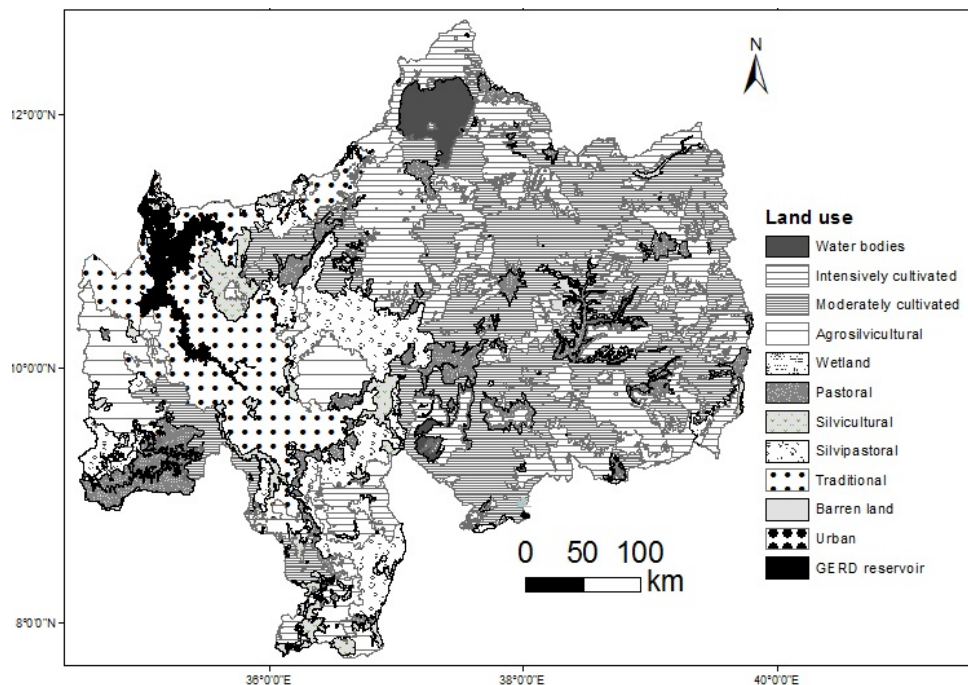 N
12°0'0"N
10°0'0"N
8°0'0"N
Land use
Water bodies
Intensively cultivated
Moderately cultivated
Agrosilvicultural
Wetland
Pastoral
Silvicultural
Silvipastoral
Traditional
Barren land
Urban
GERD reservoir
0 50 100
km
36°0'0"E 38°0'0"E 40°0'0"E